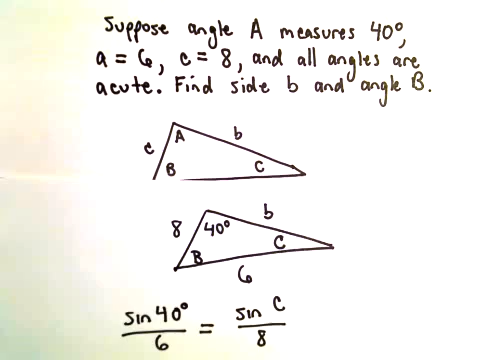 Suppose angle A measures 40°,
a = 6, c = 8, and all angles are
acute. Find side b and angle B.
c A b
B C
8 40° b
B C
6
sin 40° / 6 = sin C / 8